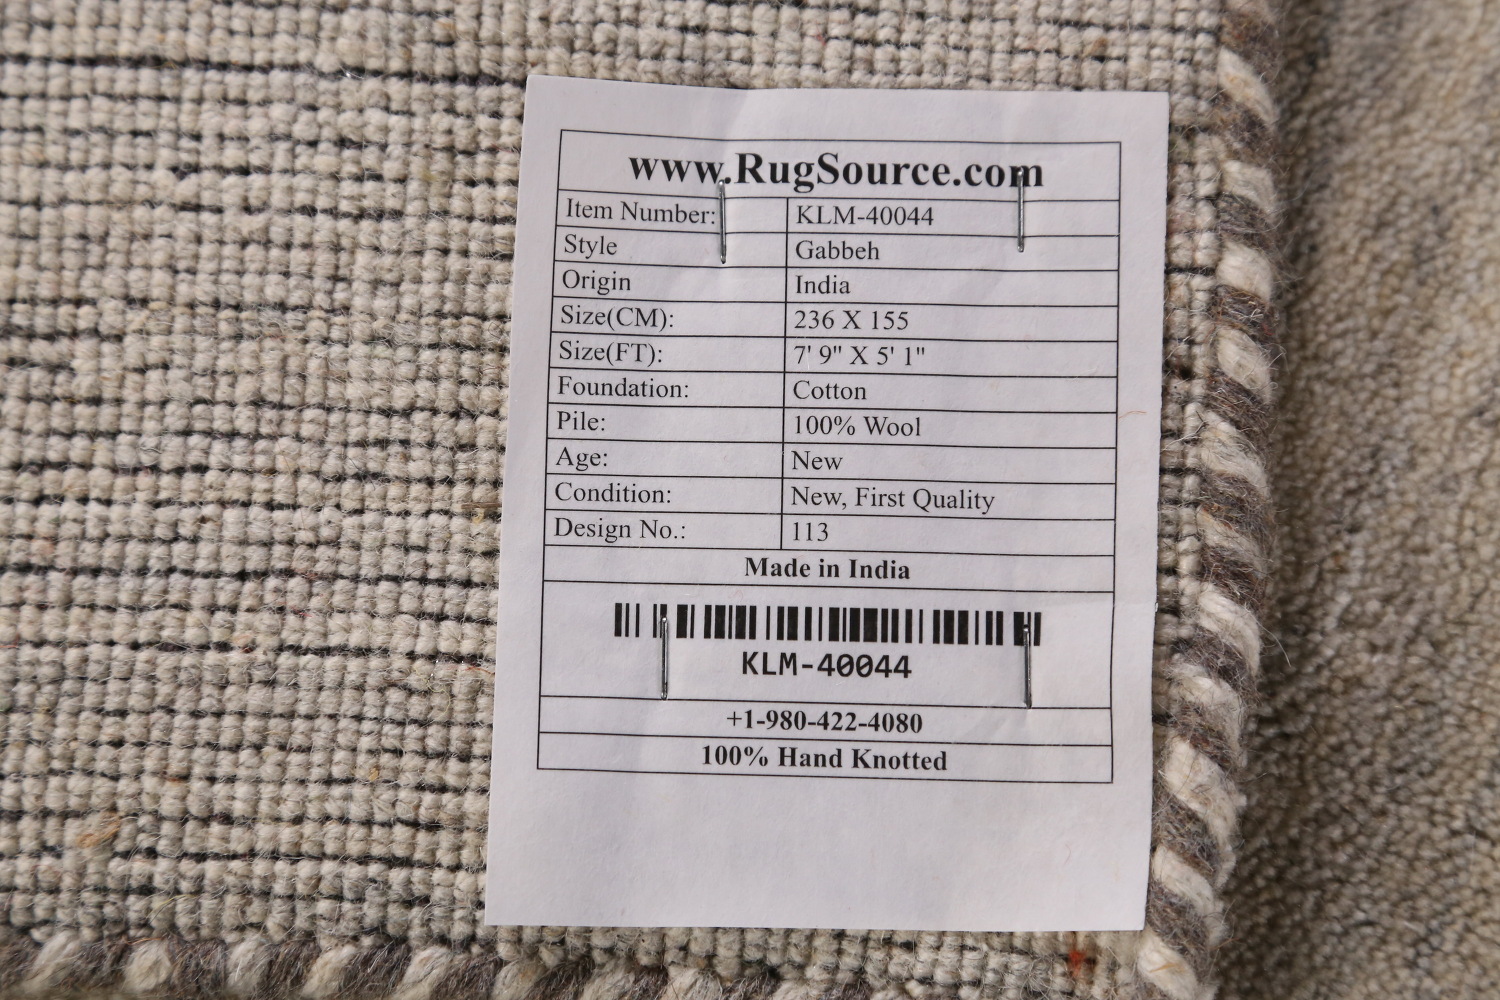 www.RugSource.com
Item Number: KLM-40044
Style Gabbeh
Origin India
Size(CM): 236 X 155
Size(FT): 7' 9" X 5' 1"
Foundation: Cotton
Pile: 100% Wool
Age: New
Condition: New, First Quality
Design No.: 113
Made in India
KLM-40044
+1-980-422-4080
100% Hand Knotted